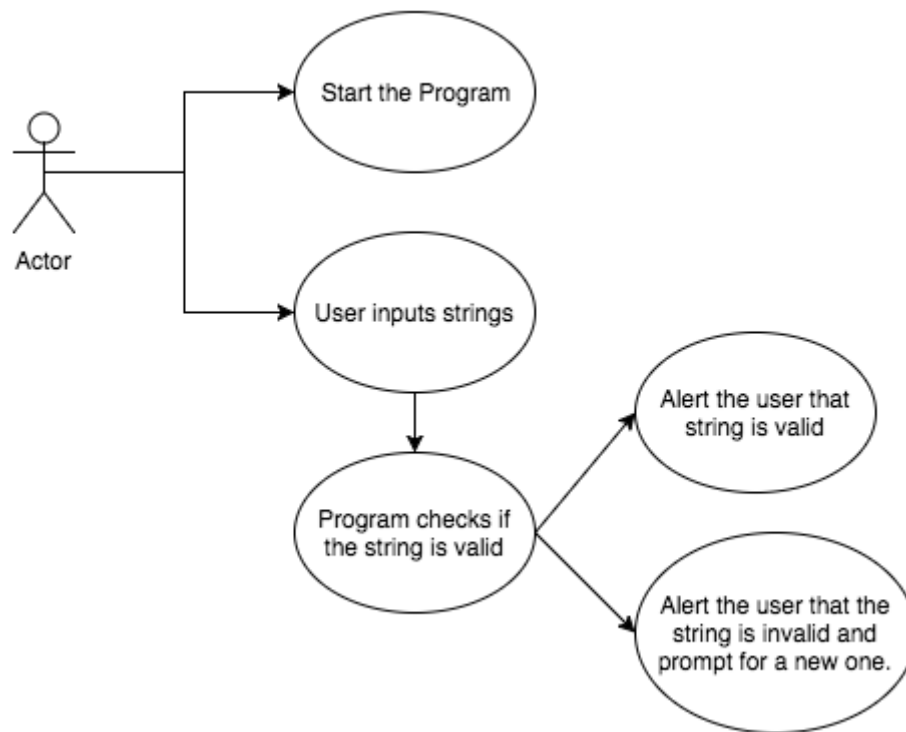 Start the Program
Actor
User inputs strings
Alert the user that
string is valid
Program checks if
the string is valid
Alert the user that the
string is invalid and
prompt for a new one.